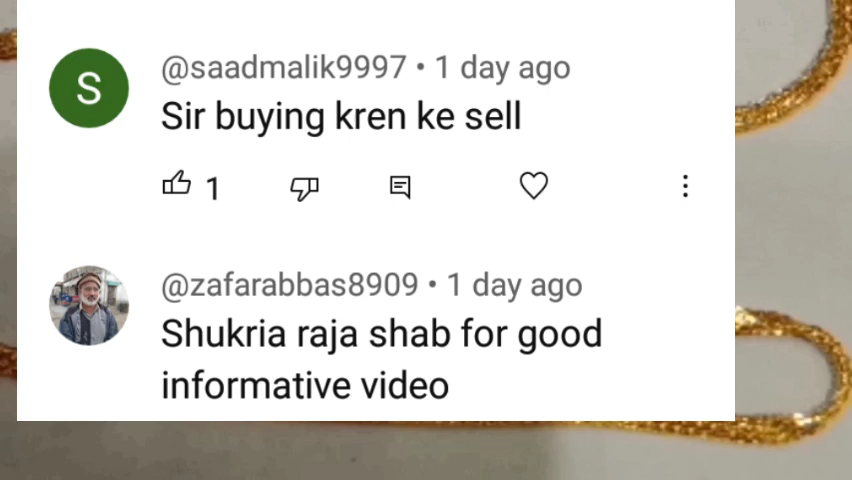 S
@saadmalik9997 • 1 day ago
Sir buying kren ke sell
1
@zafarabbas8909 • 1 day ago
Shukria raja shab for good
informative video